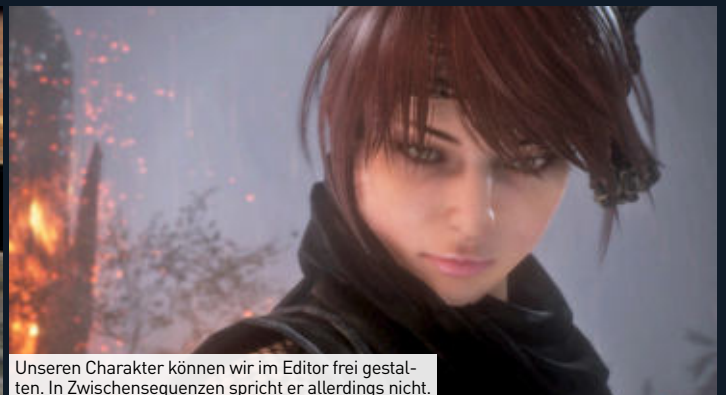 Unseren Charakter können wir im Editor frei gestal-
ten. In Zwischensequenzen spricht er allerdings nicht.